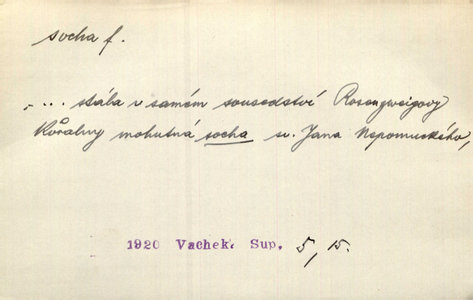 socha f.
... stála v samém sousedství Rosenzweigovy
kořalny mohutná socha sv. Jana Nepomuckého,
1920 Vachek. Sup. 5, 15.